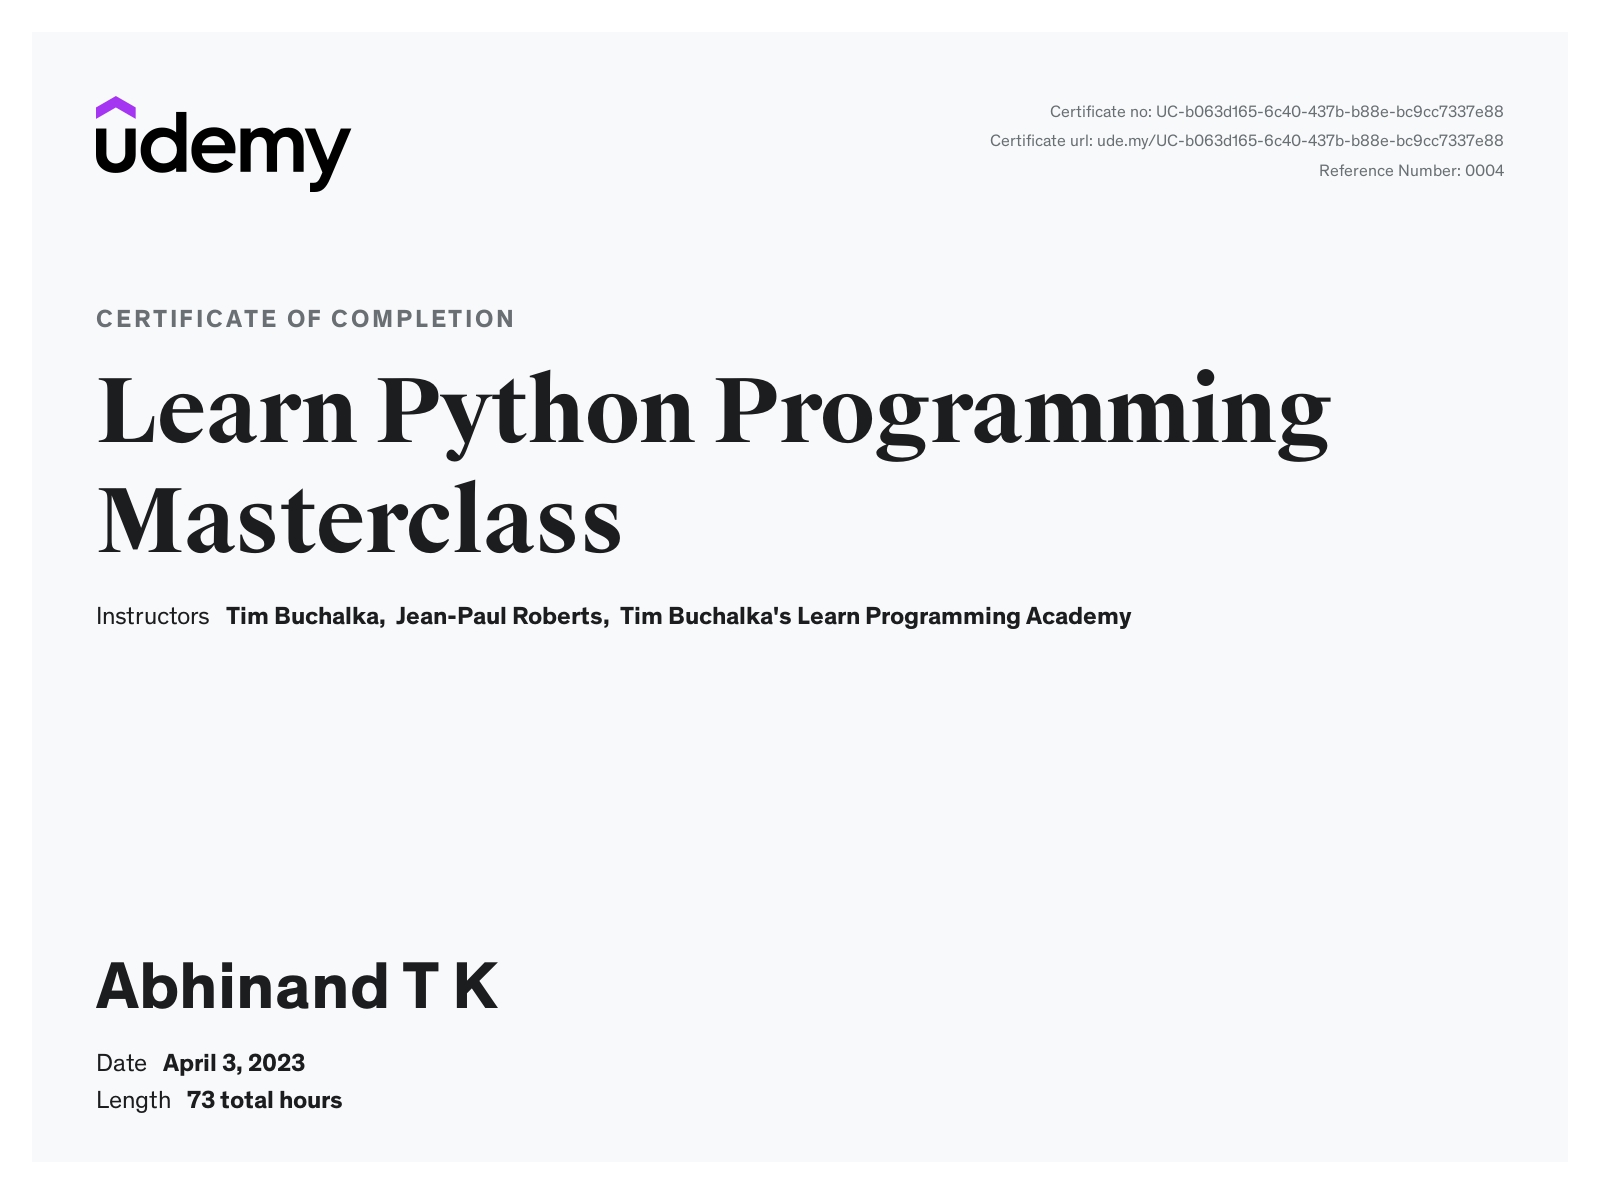 udemy
Certificate no: UC-b063d165-6c40-437b-b88e-bc9cc7337e88
Certificate url: ude.my/UC-b063d165-6c40-437b-b88e-bc9cc7337e88
Reference Number: 0004
CERTIFICATE OF COMPLETION
Learn Python Programming
Masterclass
Instructors Tim Buchalka, Jean-Paul Roberts, Tim Buchalka's Learn Programming Academy
Abhinand T K
Date April 3, 2023
Length 73 total hours